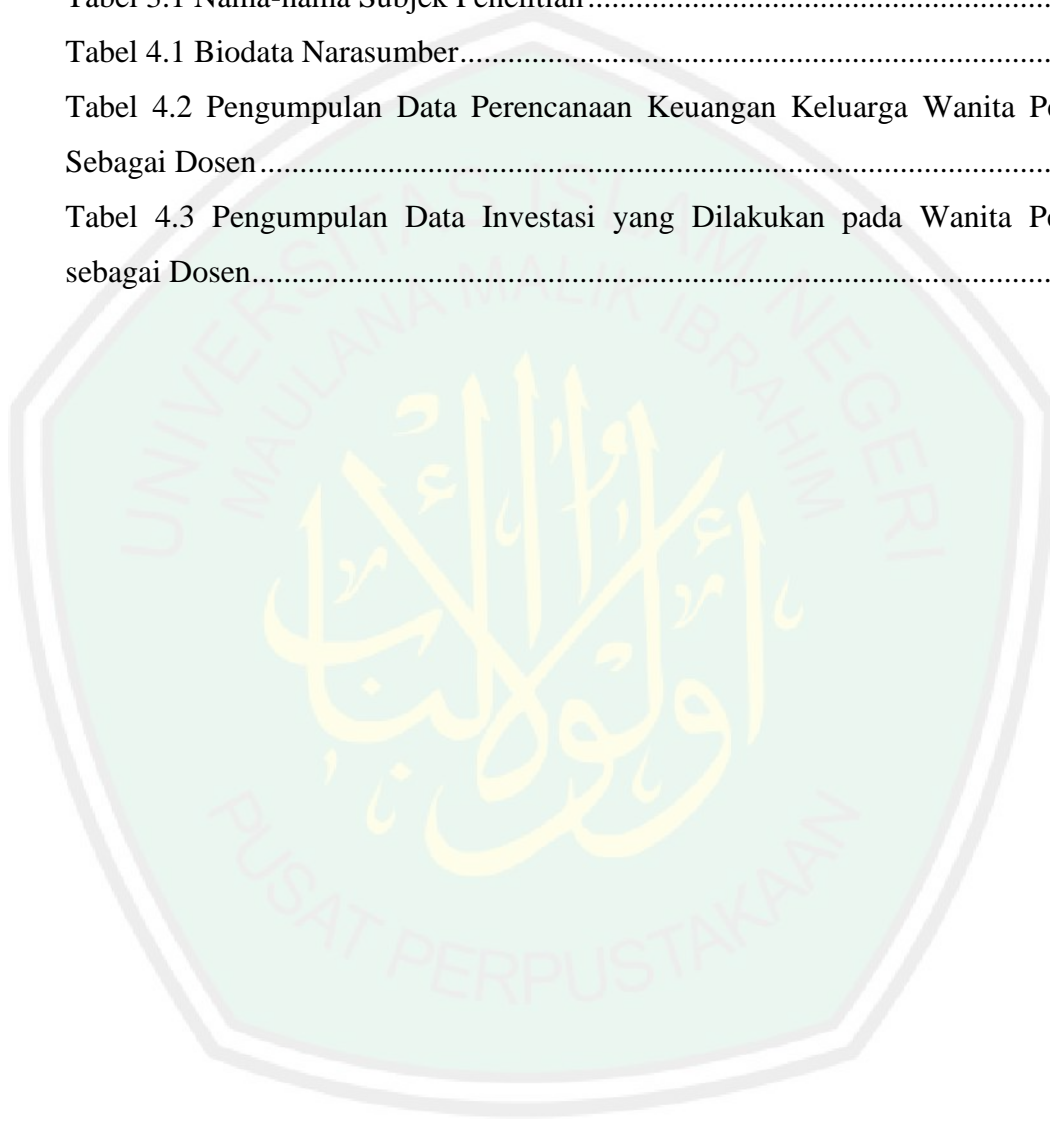 Tabel 3.1 Nama-nama Subjek Penelitian................................................
Tabel 4.1 Biodata Narasumber................................................
Tabel 4.2 Pengumpulan Data Perencanaan Keuangan Keluarga Wanita
Sebagai Dosen................................................
Tabel 4.3 Pengumpulan Data Investasi yang Dilakukan pada Wanita
sebagai Dosen................................................
UNIVERSITAS ISLAM NEGERI
MAULANA MALIK IBRAHIM
أولوا الألباب
PUSAT PERPUSTAKAAN